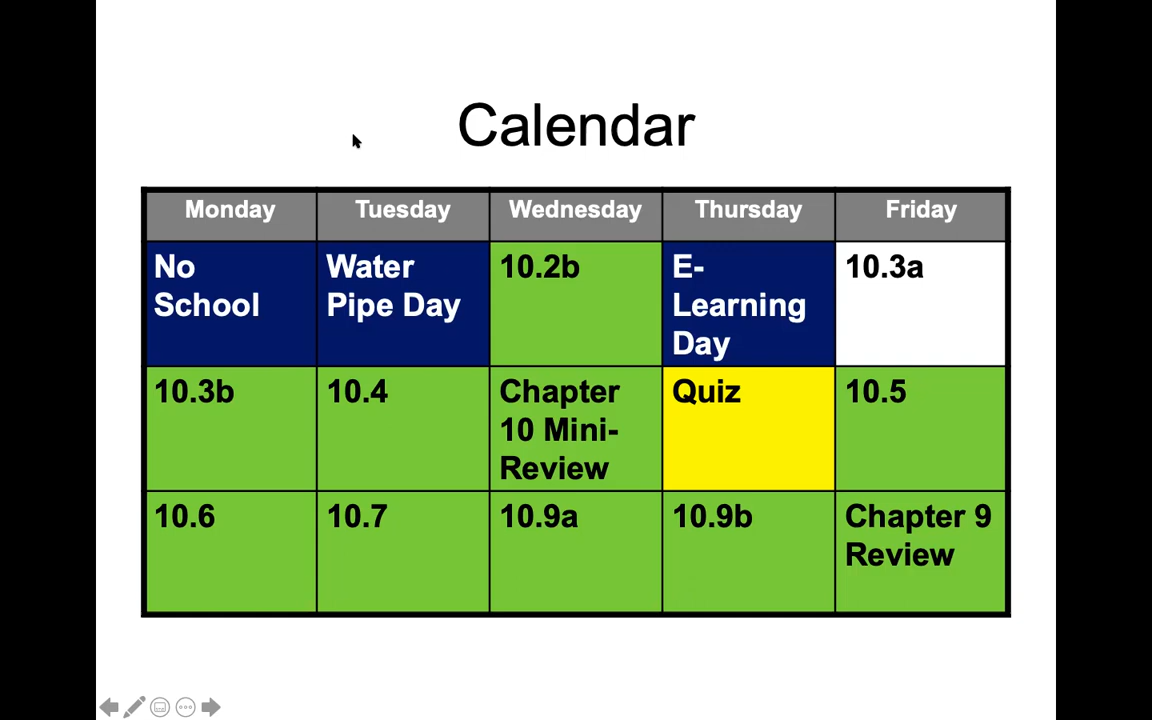 Calendar
Monday
Tuesday
Wednesday
Thursday
Friday
No
School
Water
Pipe Day
10.2b
E-
Learning
Day
10.3a
10.3b
10.4
Chapter
10 Mini-
Review
Quiz
10.5
10.6
10.7
10.9a
10.9b
Chapter 9
Review